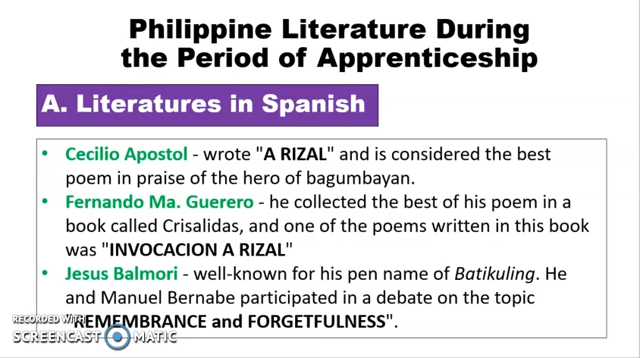 Philippine Literature During
the Period of Apprenticeship
A. Literatures in Spanish
• Cecilio Apostol - wrote "A RIZAL" and is considered the best
poem in praise of the hero of bagumbayan.
• Fernando Ma. Guerero - he collected the best of his poem in a
book called Crisalidas, and one of the poems written in this book
was "INVOCACION A RIZAL"
• Jesus Balmori - well-known for his pen name of Batikuling. He
and Manuel Bernabe participated in a debate on the topic
"REMEMBRANCE and FORGETFULNESS".
RECORDED WITH
SCREENCAST MATIC